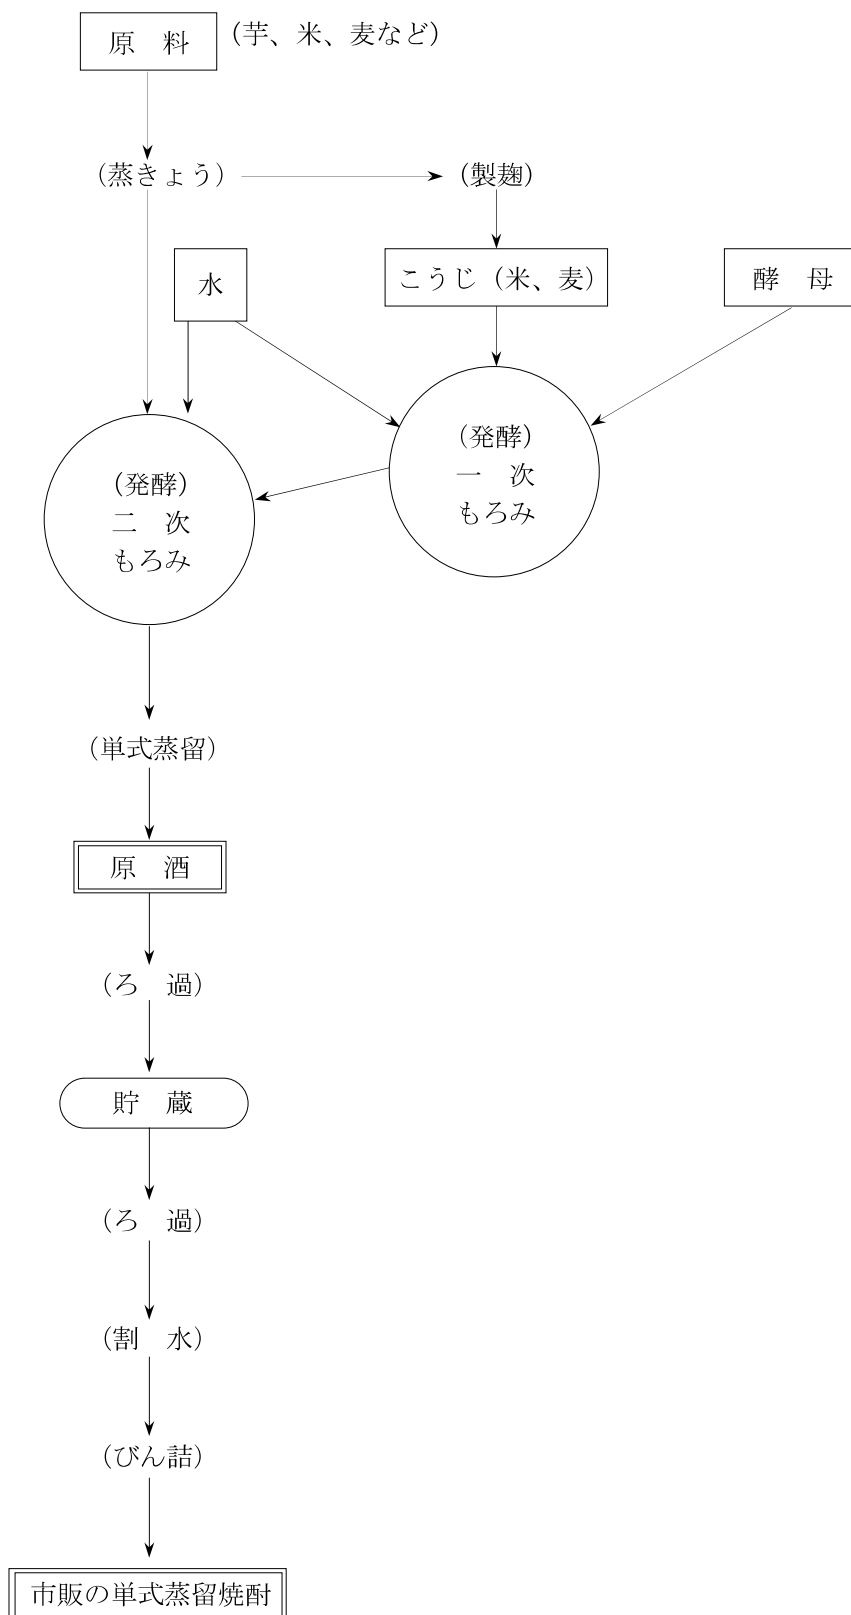 原　料
（芋、米、麦など）
（蒸きょう）
（製麹）
水
こうじ（米、麦）
酵　母
（発酵）
一　次
もろみ
（発酵）
二　次
もろみ
（単式蒸留）
原　酒
（ろ　過）
貯　蔵
（ろ　過）
（割　水）
（びん詰）
市販の単式蒸留焼酎